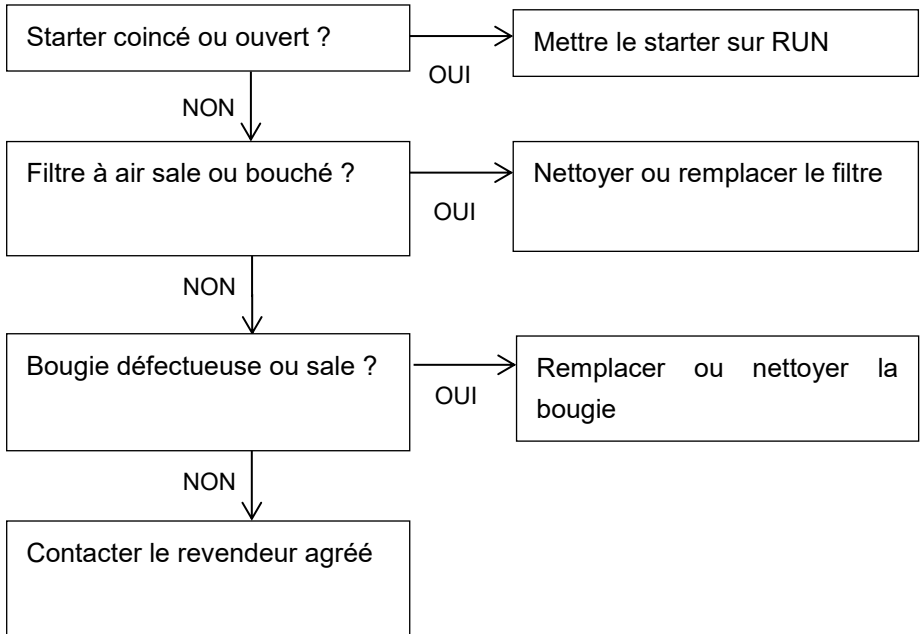 Starter coincé ou ouvert ?
Mettre le starter sur RUN
OUI
NON
Filtre à air sale ou bouché ?
Nettoyer ou remplacer le filtre
OUI
NON
Bougie défectueuse ou sale ?
Remplacer ou nettoyer la
bougie
OUI
NON
Contacter le revendeur agréé